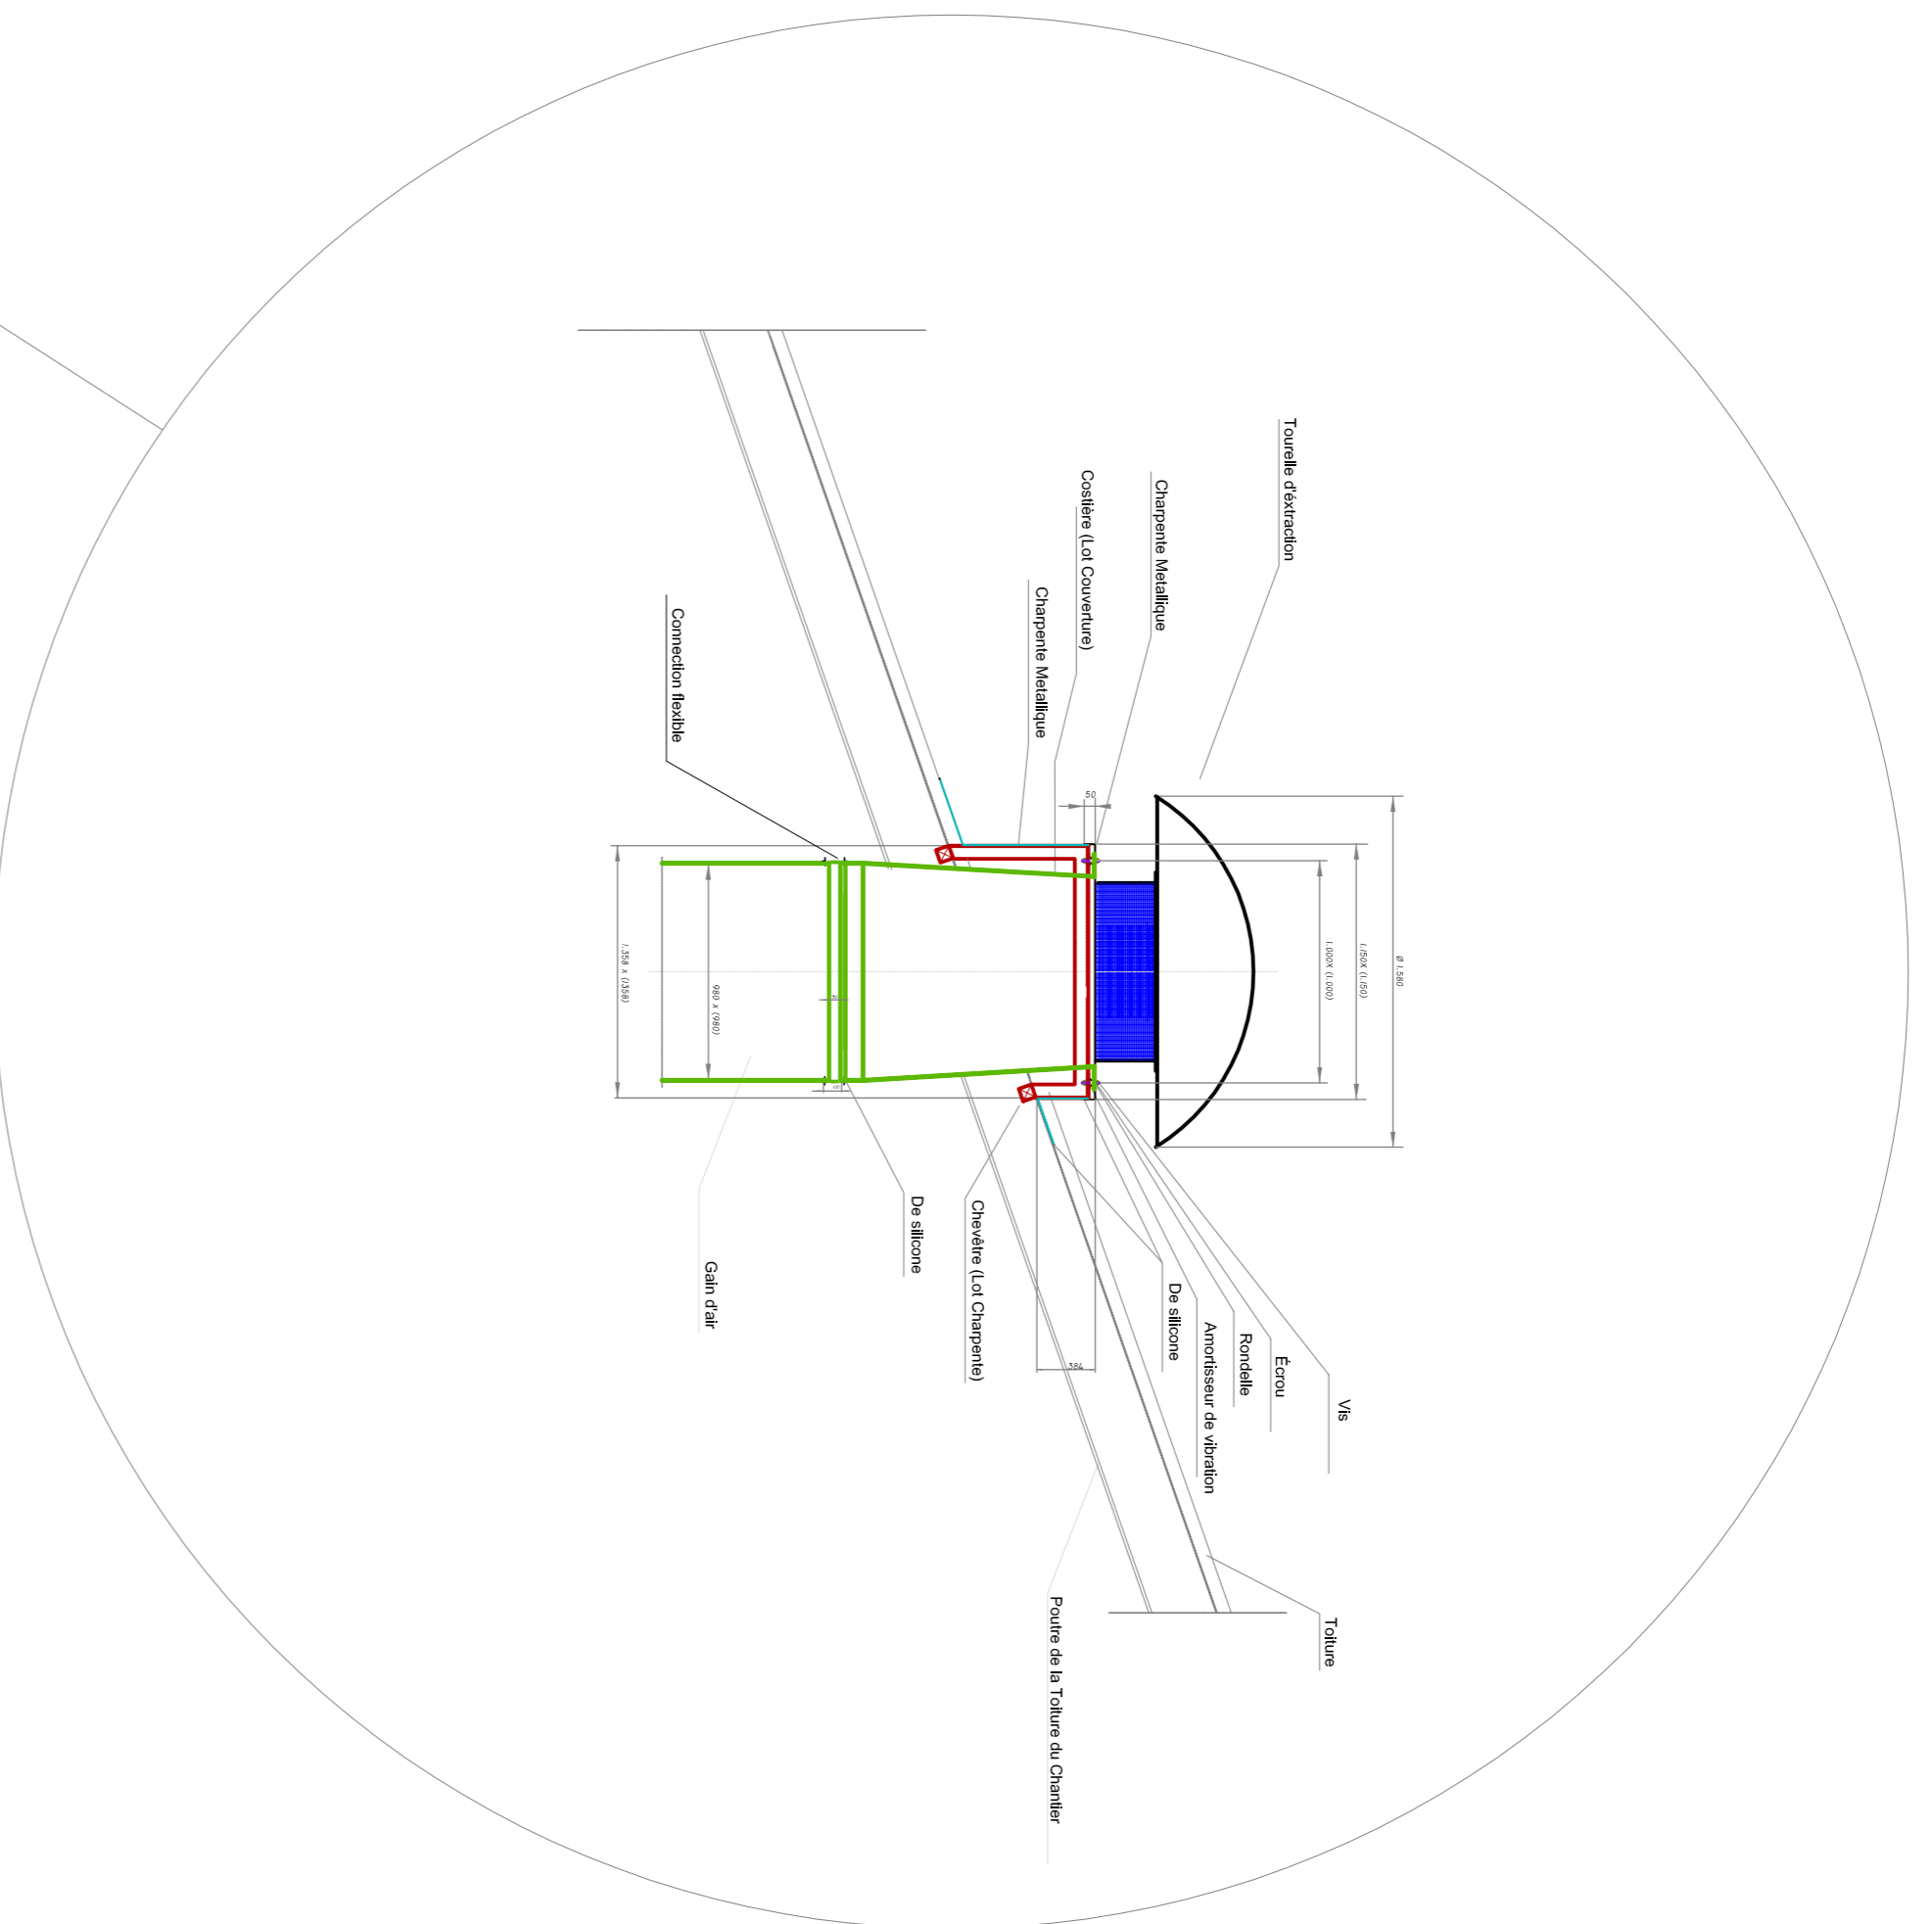 Ø 1.580
1.150X (1.150)
1.000X (1.000)
Tourelle d'éxtraction
Charpente Metallique
Costière (Lot Couverture)
Charpente Metallique
Connection flexible
50
Vis
Écrou
Rondelle
Amortisseur de vibration
De silicone
384
Toiture
Poutre de la Toiture du Chantier
Chevêtre (Lot Charpente)
De silicone
Gain d'air
980 x (980)
1.358 x (1358)